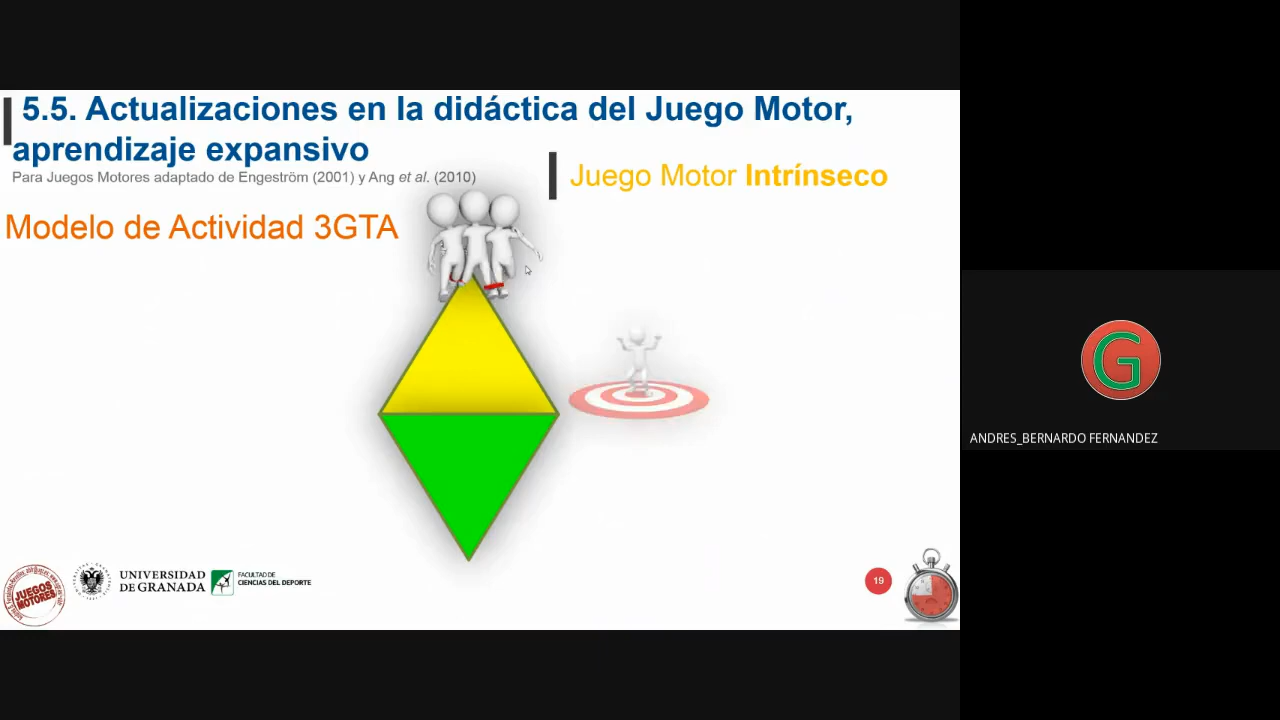 5.5. Actualizaciones en la didáctica del Juego Motor,
aprendizaje expansivo
Para Juegos Motores adaptado de Engeström (2001) y Ang et al. (2010)
Juego Motor Intrínseco
Modelo de Actividad 3GTA
G
ANDRES_BERNARDO FERNANDEZ
JUEGOS
MOTORES
UNIVERSIDAD
DE GRANADA
FACULTAD DE
CIENCIAS DEL DEPORTE
19